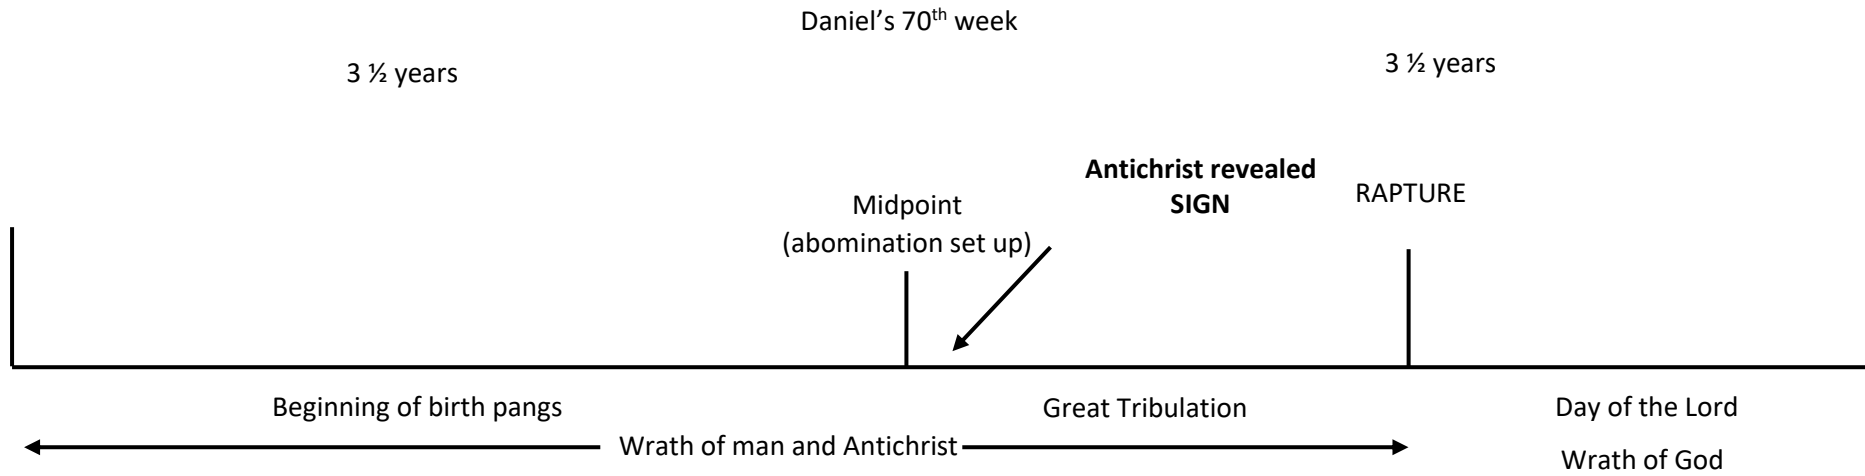 Daniel’s 70th week
3 ½ years
3 ½ years
Antichrist revealed
SIGN
RAPTURE
Midpoint
(abomination set up)
Beginning of birth pangs
Great Tribulation
Day of the Lord
Wrath of man and Antichrist
Wrath of God